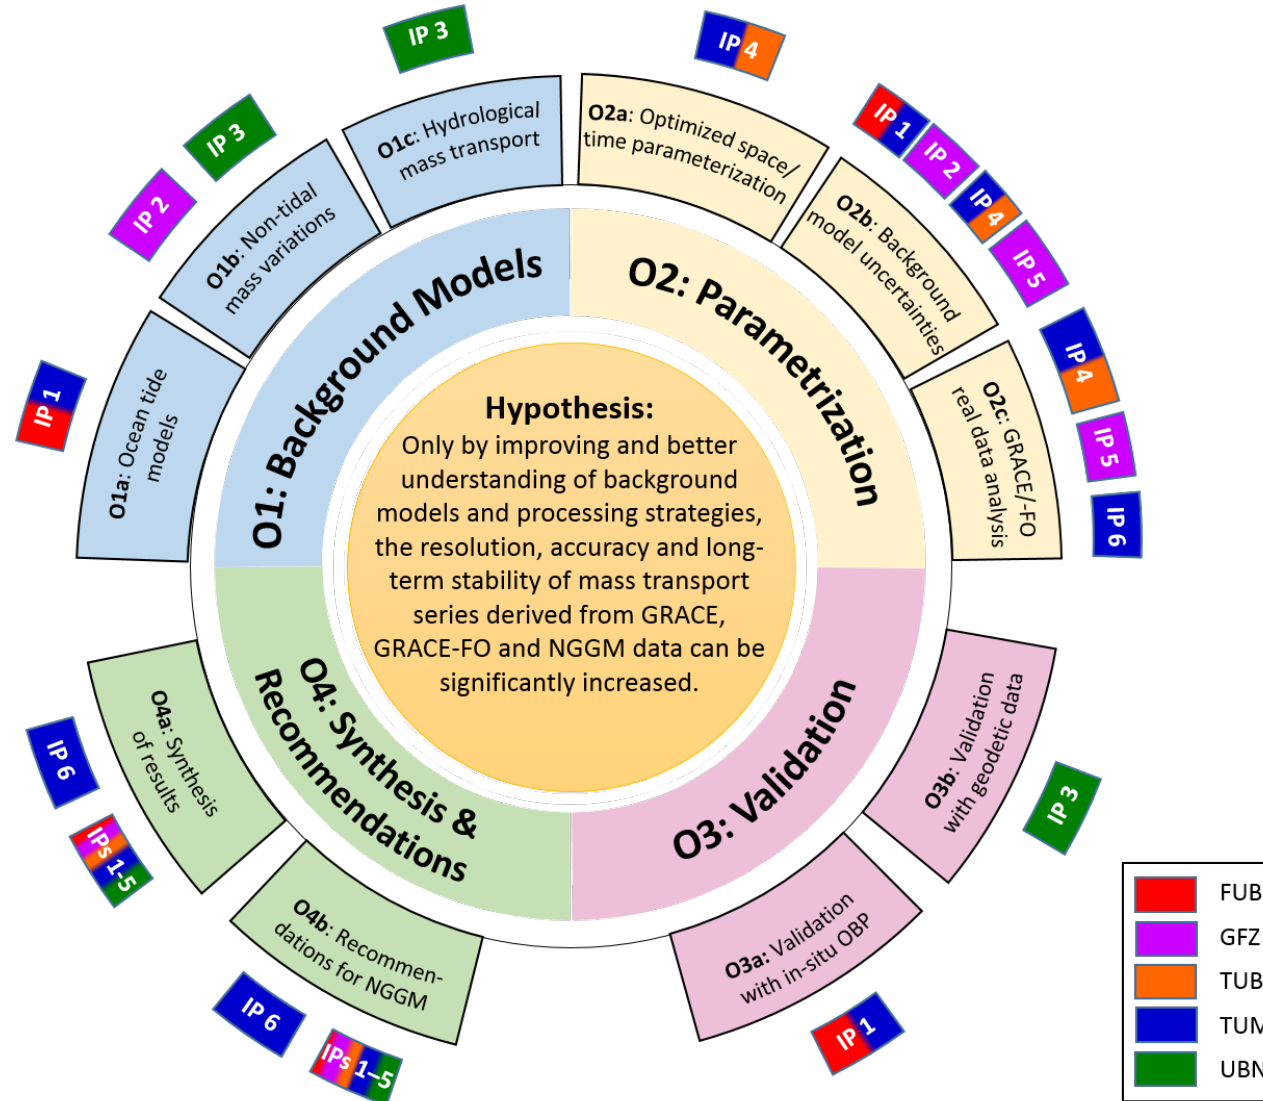 IP 3
IP 4
IP 3
IP 2
IP 1
IP 1
IP 2
IP 4
IP 5
IP 4
IP 5
IP 6
O1c: Hydrological
mass transport
O1b: Non-tidal
mass variations
O1a: Ocean tide
models
O2a: Optimized space/
time parameterization
O2b: Background
model uncertainties
O2c: GRACE/-FO
real data analysis
O1: Background Models
O2: Parametrization
Hypothesis:
Only by improving and better
understanding of background
models and processing strategies,
the resolution, accuracy and long-
term stability of mass transport
series derived from GRACE,
GRACE-FO and NGGM data can be
significantly increased.
O4: Synthesis &
Recommendations
O3: Validation
O4a: Synthesis
of results
O4b: Recommen-
dations for NGGM
O3a: Validation
with in-situ OBP
O3b: Validation
with geodetic data
IP 6
IPs 1-5
IP 6
IPs 1–5
IP 1
IP 3
FUB
GFZ
TUB
TUM
UBN